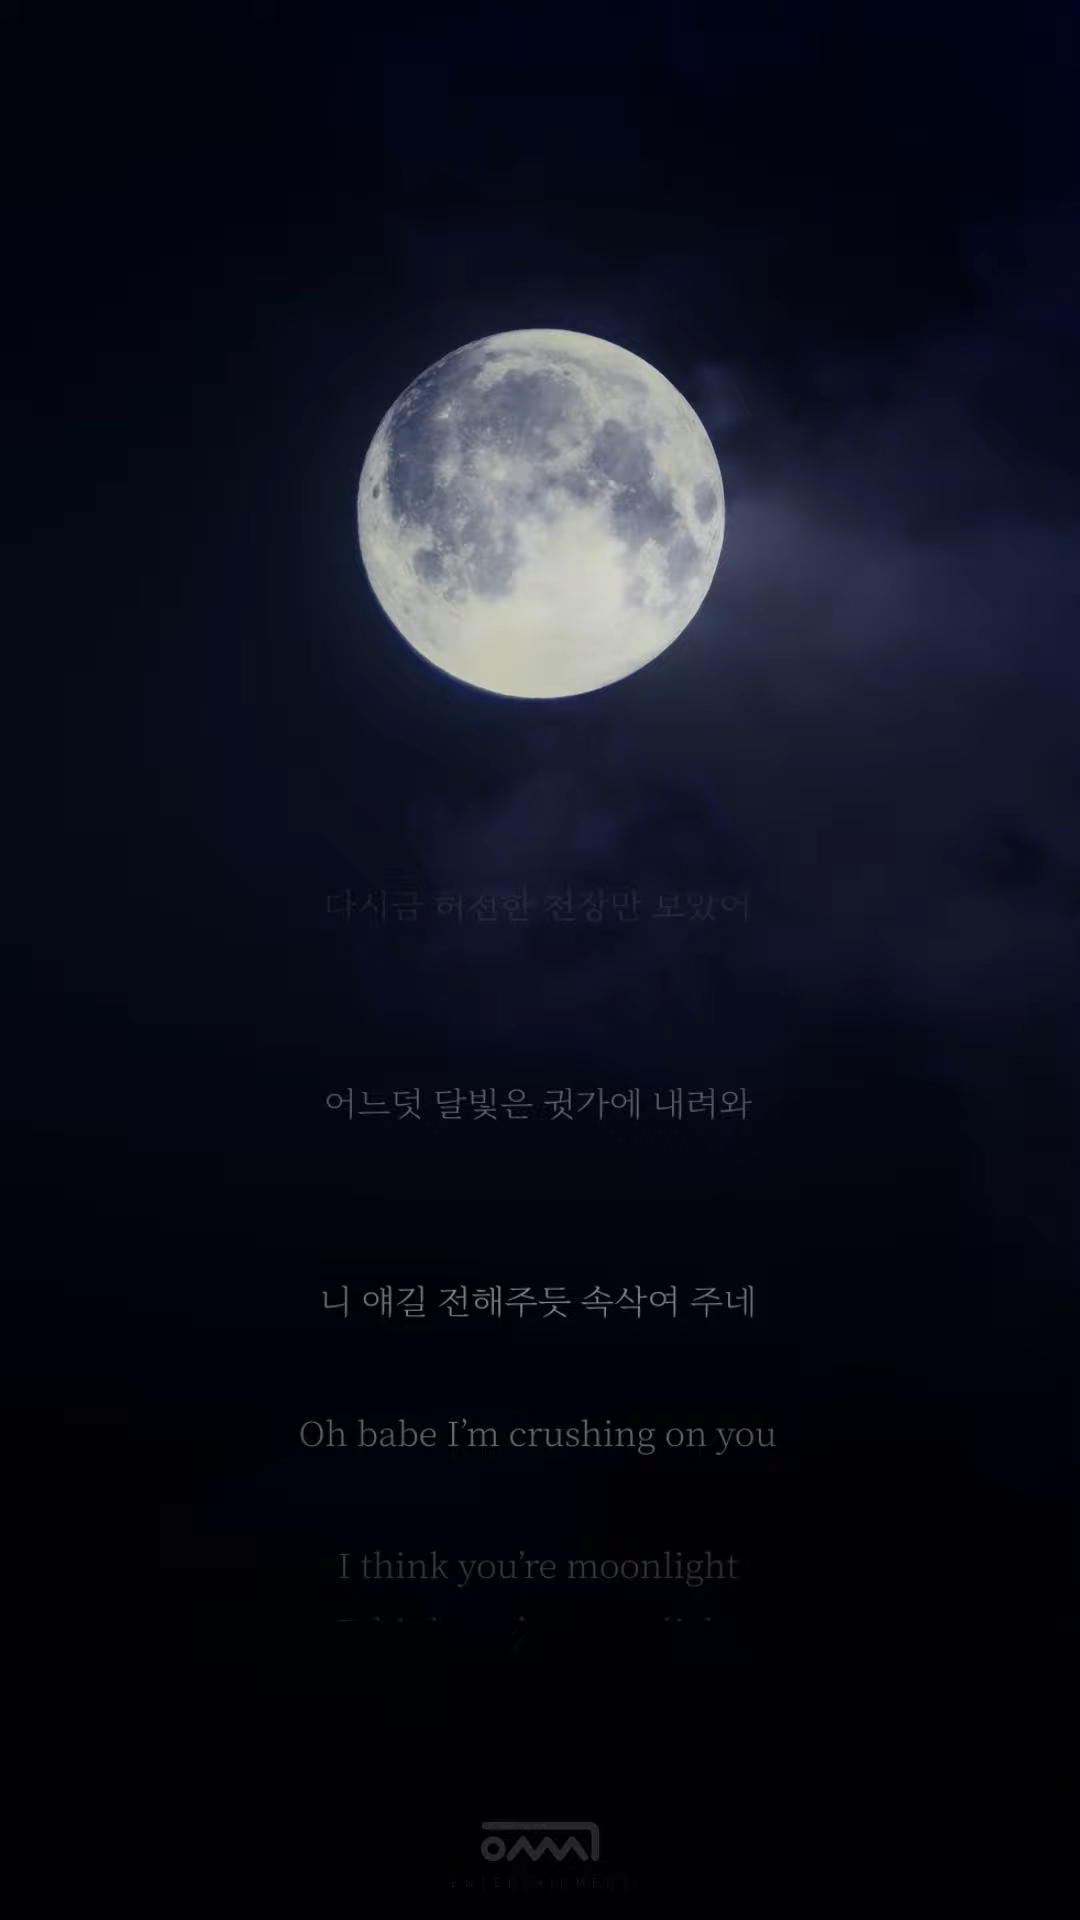 다시금 허전한 천장만 보았어
어느덧 달빛은 귓가에 내려와
니 얘길 전해주듯 속삭여 주네
Oh babe I’m crushing on you
I think you’re moonlight
ENTERTAINMENT